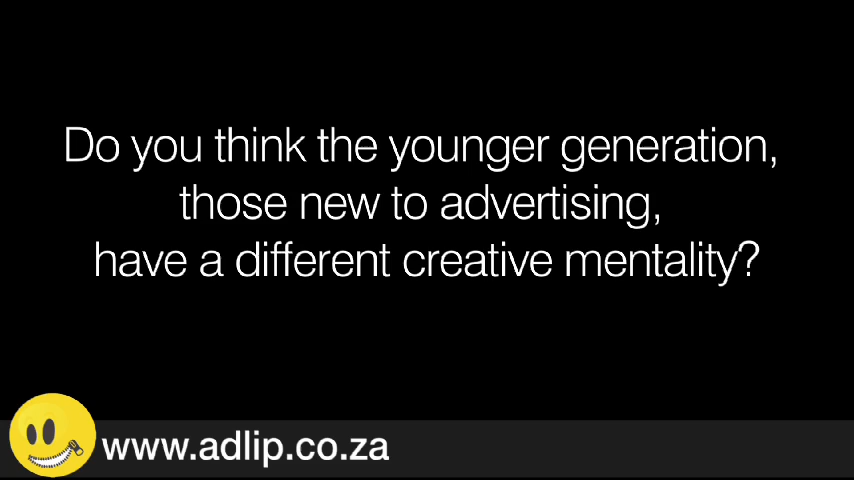 Do you think the younger generation,
those new to advertising,
have a different creative mentality?
www.adlip.co.za